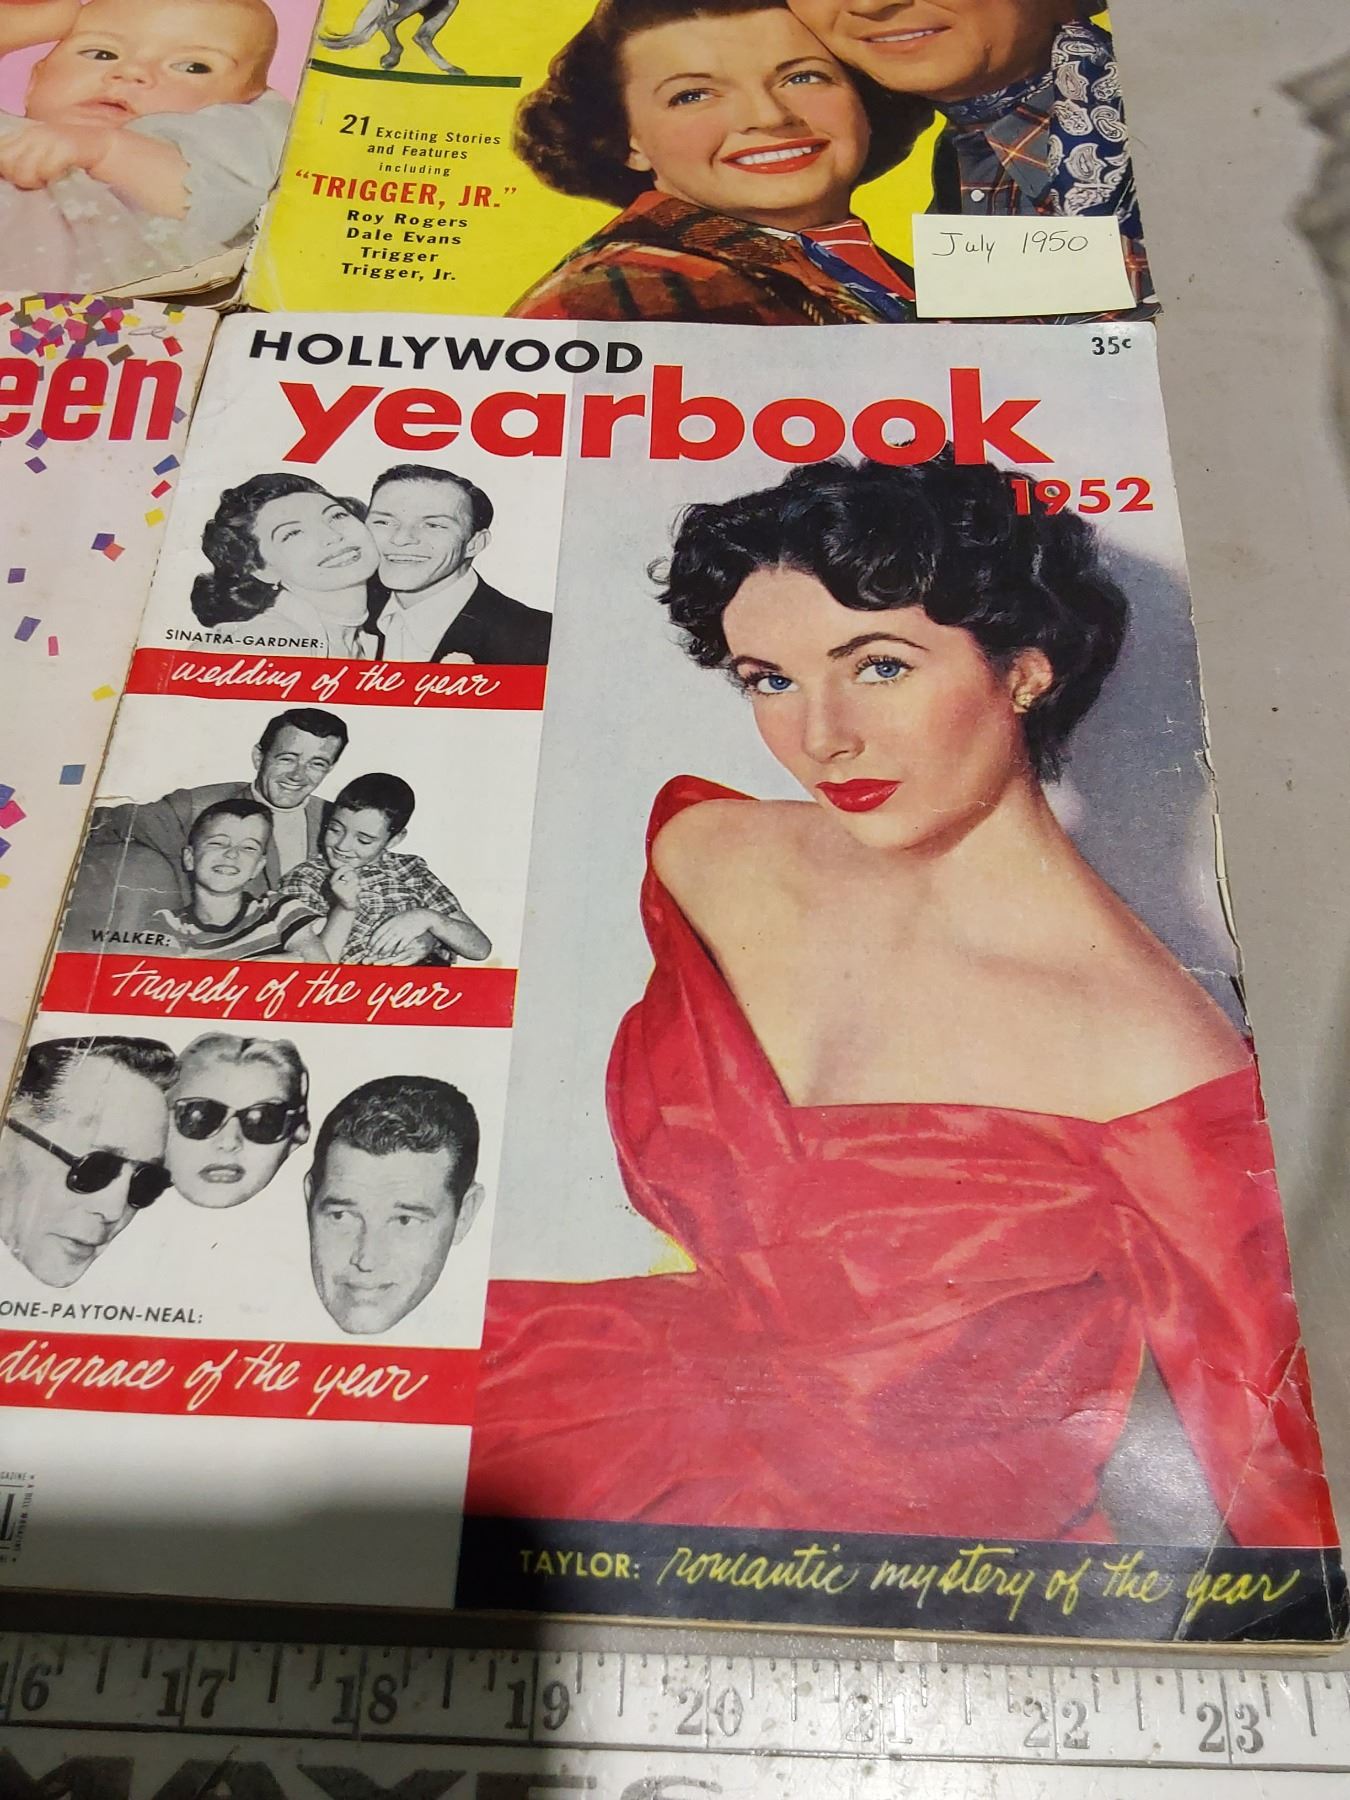 21 Exciting Stories
and Features
including
"TRIGGER, JR."
Roy Rogers
Dale Evans
Trigger
Trigger, Jr.
July 1950
een
HOLLYWOOD
35¢
yearbook
1952
SINATRA-GARDNER:
wedding of the year
WALKER:
tragedy of the year
ONE-PAYTON-NEAL:
disgrace of the year
TAYLOR: romantic mystery of the year
16 17 18 19 20 21 22 23